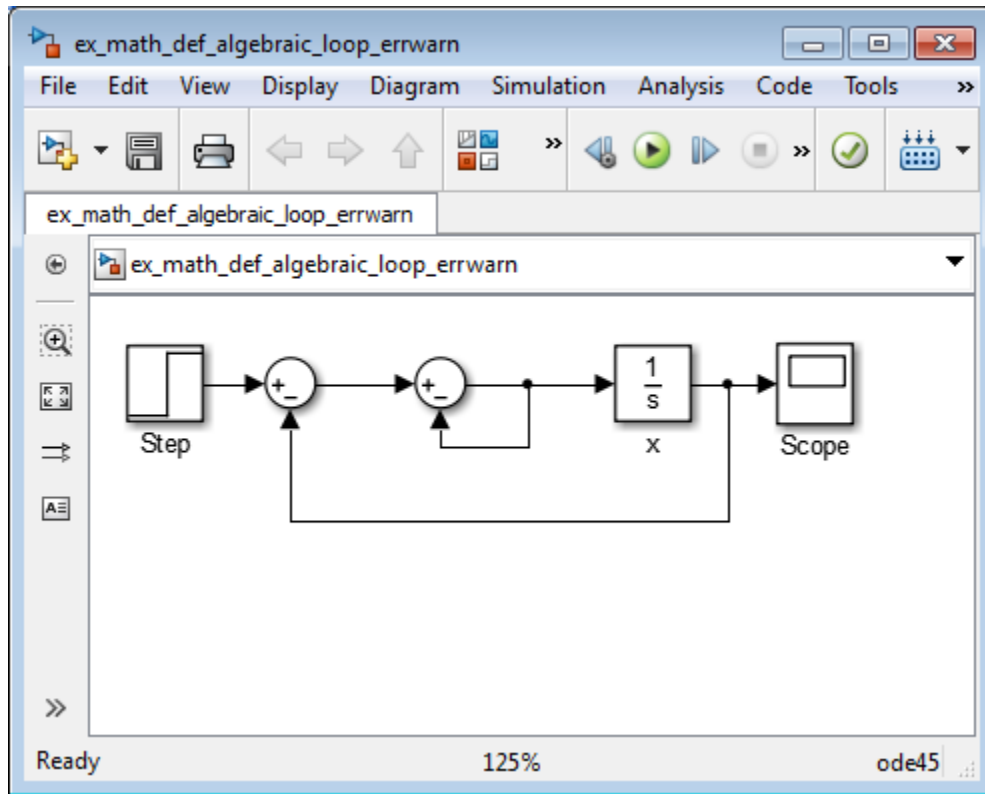 ex_math_def_algebraic_loop_errwarn
File Edit View Display Diagram Simulation Analysis Code Tools »
» »
ex_math_def_algebraic_loop_errwarn
ex_math_def_algebraic_loop_errwarn
+ − + − 1
s
Step x Scope
A
»
Ready 125% ode45